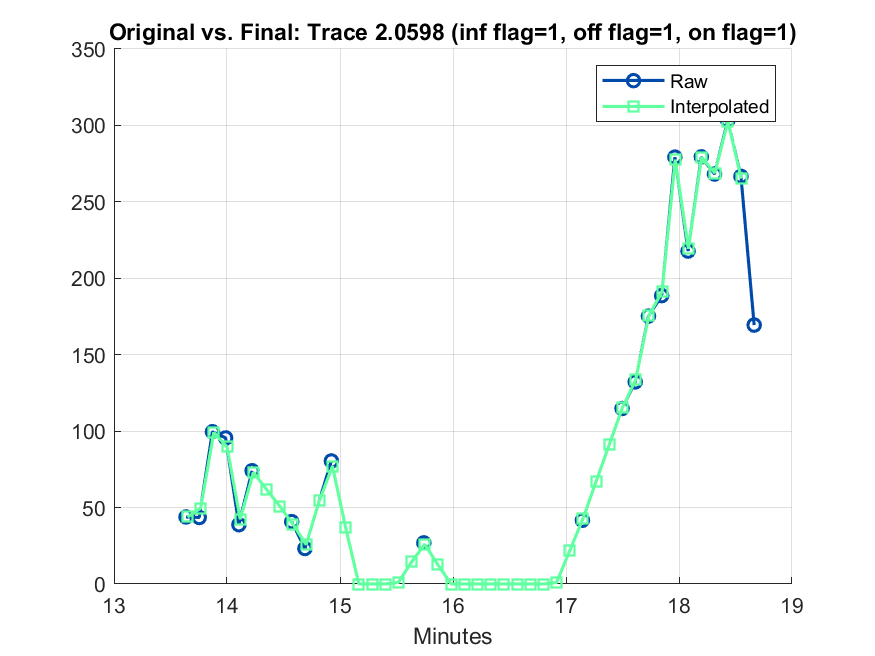 Original vs. Final: Trace 2.0598 (inf flag=1, off flag=1, on flag=1)
350
300
250
200
150
100
50
0
Raw
Interpolated
13 14 15 16 17 18 19
Minutes